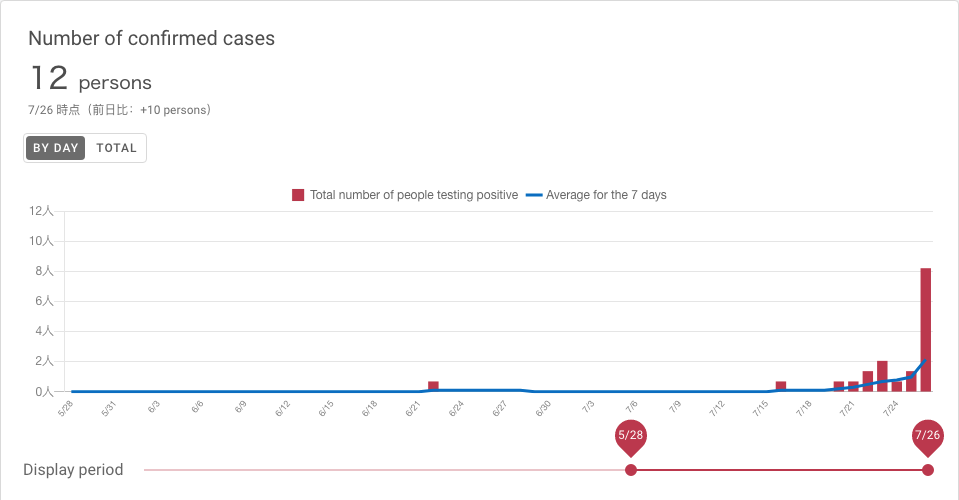 Number of confirmed cases
12 persons
7/26 時点（前日比：+10 persons）
BY DAY TOTAL
Total number of people testing positive Average for the 7 days
12人
10人
8人
6人
4人
2人
0人
5/28 5/31 6/3 6/6 6/9 6/12 6/15 6/18 6/21 6/24 6/27 6/30 7/3 7/6 7/9 7/12 7/15 7/18 7/21 7/24
5/28 7/26
Display period